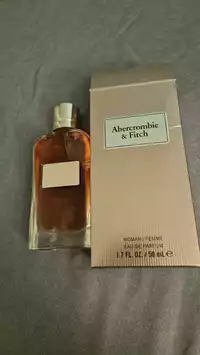 Abercrombie
& Fitch
WOMAN / FEMME
EAU DE PARFUM
1.7 FL. OZ. / 50 mL ℮